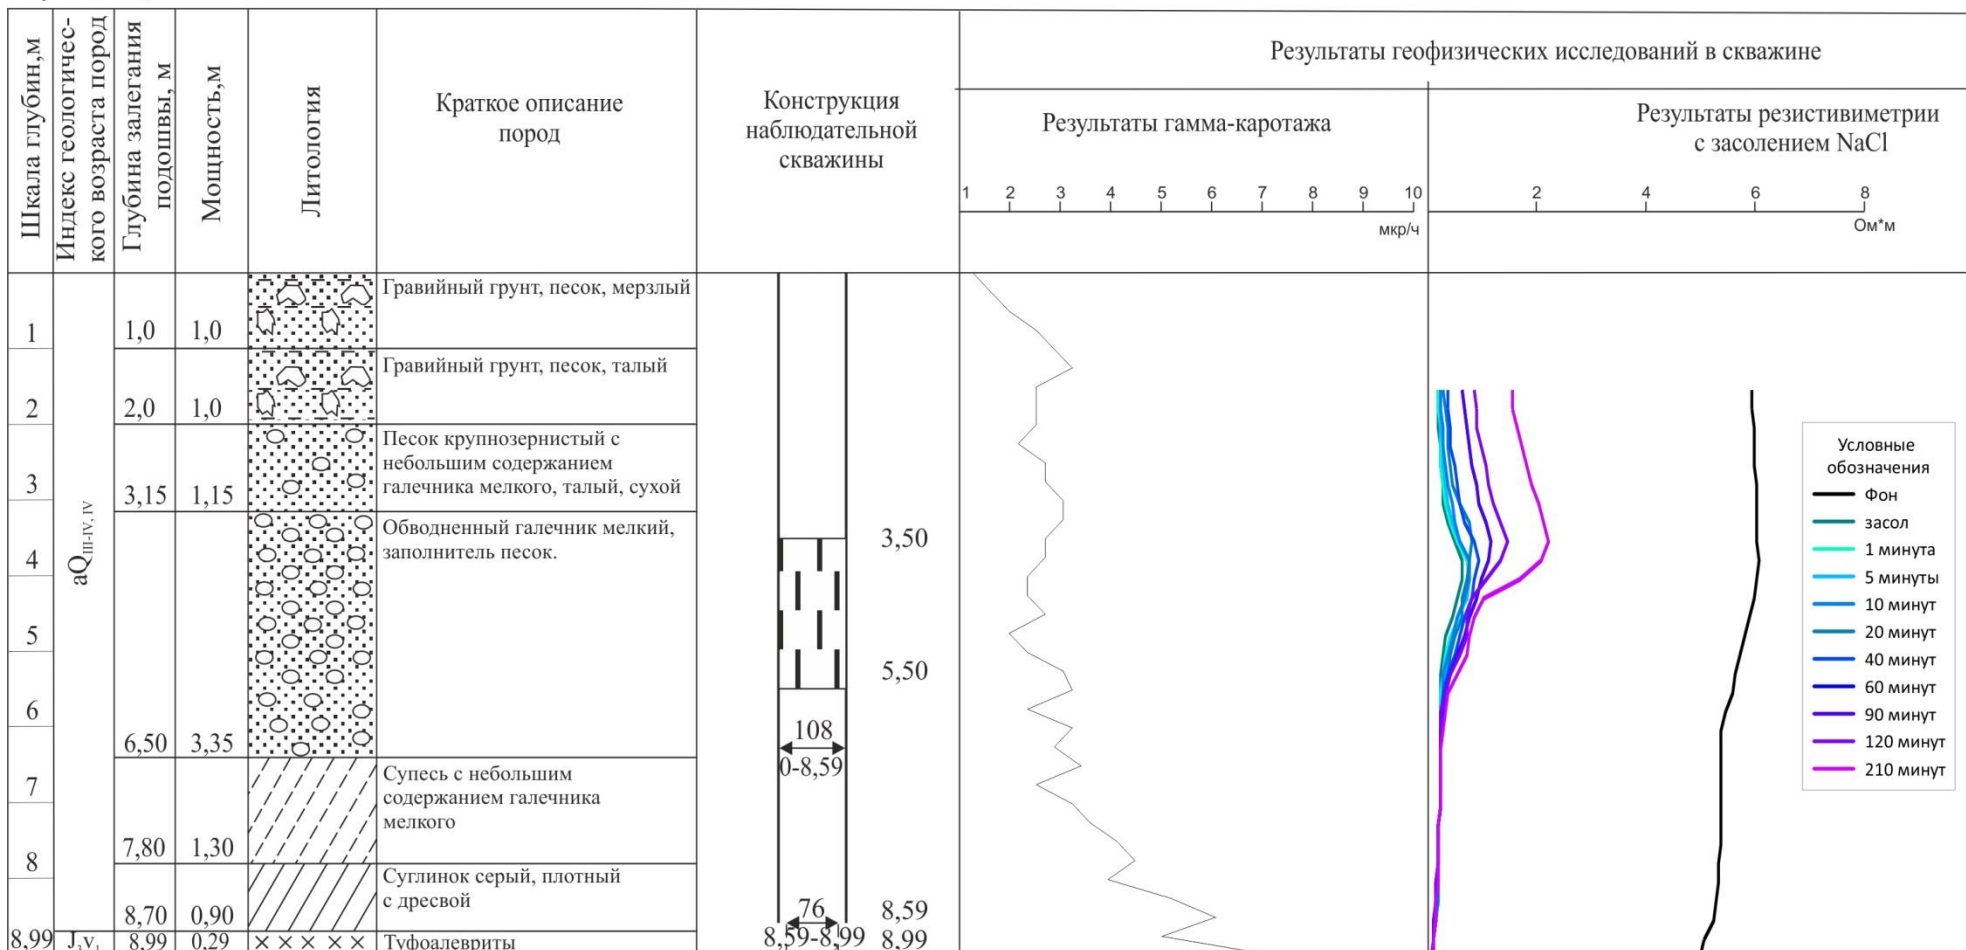 Шкала глубин,м
Индекс геологичес-
кого возраста пород
Глубина залегания
подошвы, м
Мощность,м
Литология
Краткое описание
пород
Конструкция
наблюдательной
скважины
Результаты геофизических исследований в скважине
Результаты гамма-каротажа
1 2 3 4 5 6 7 8 9 10
мкр/ч
Результаты резистивиметрии
с засолением NaCl
2 4 6 8
Ом*м
1
2
3
4
5
6
7
8
8,99
aQIII-IV, IV
J3v1
1,0 1,0
Гравийный грунт, песок, мерзлый
2,0 1,0
Гравийный грунт, песок, талый
3,15 1,15
Песок крупнозернистый с
небольшим содержанием
галечника мелкого, талый, сухой
6,50 3,35
Обводненный галечник мелкий,
заполнитель песок.
7,80 1,30
Супесь с небольшим
содержанием галечника
мелкого
8,70 0,90
Суглинок серый, плотный
с дресвой
8,99 0,29
Туфоалевриты
3,50
5,50
108
0-8,59
76
8,59
8,59-8,99
8,99
Условные
обозначения
Фон
засол
1 минута
5 минуты
10 минут
20 минут
40 минут
60 минут
90 минут
120 минут
210 минут